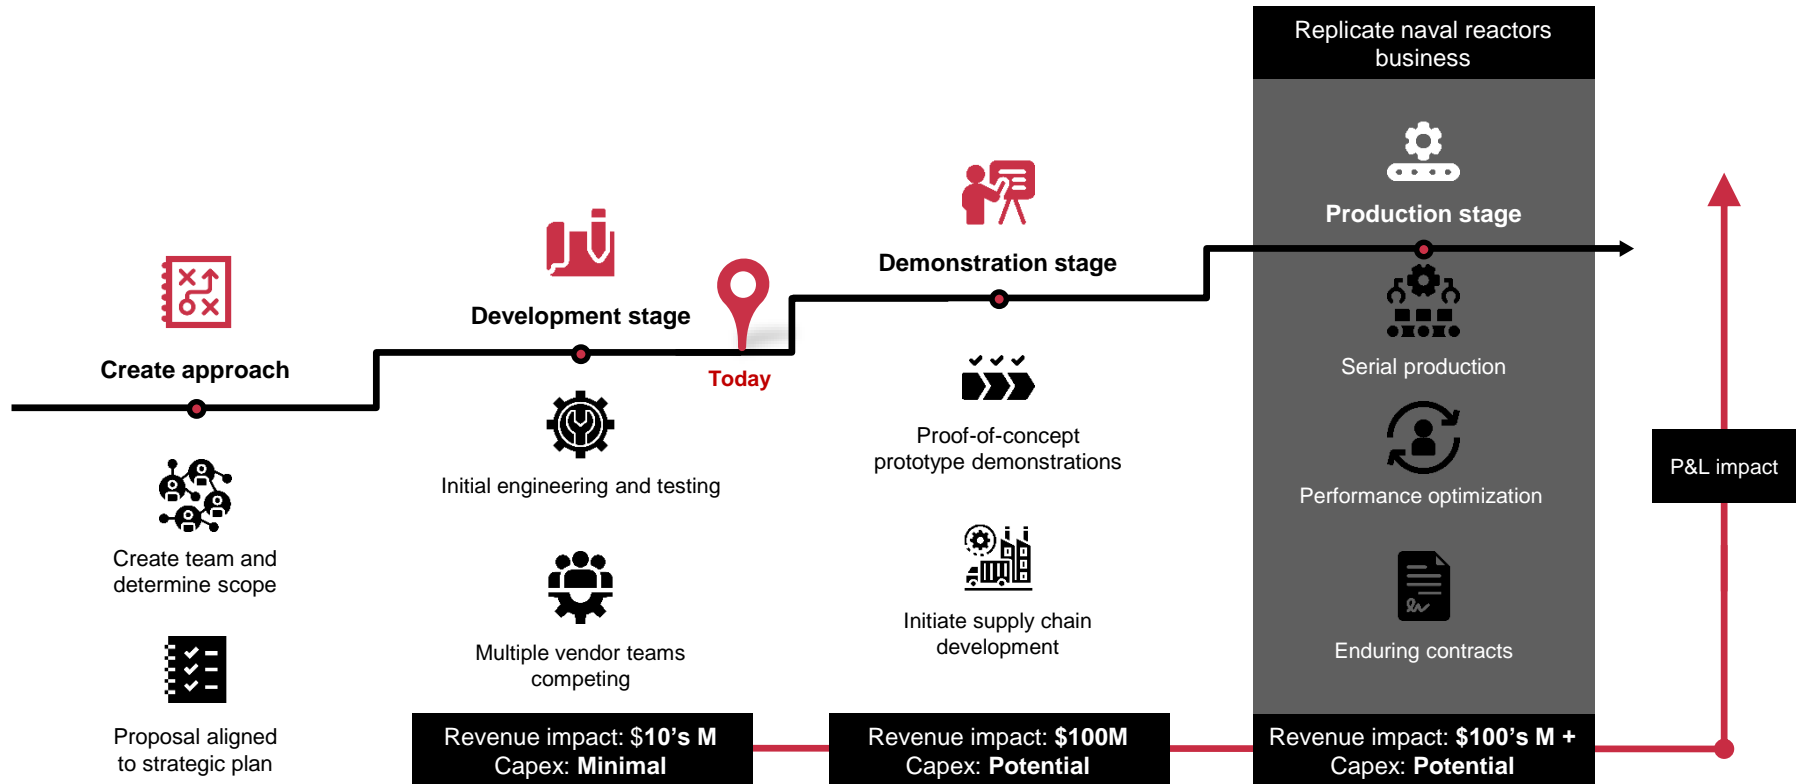 Create approach
Create team and
determine scope
Proposal aligned
to strategic plan
Development stage
Today
Initial engineering and testing
Multiple vendor teams
competing
Revenue impact: $10’s M
Capex: Minimal
Demonstration stage
Proof-of-concept
prototype demonstrations
Initiate supply chain
development
Revenue impact: $100M
Capex: Potential
Replicate naval reactors
business
Production stage
Serial production
Performance optimization
Enduring contracts
Revenue impact: $100’s M +
Capex: Potential
P&L impact